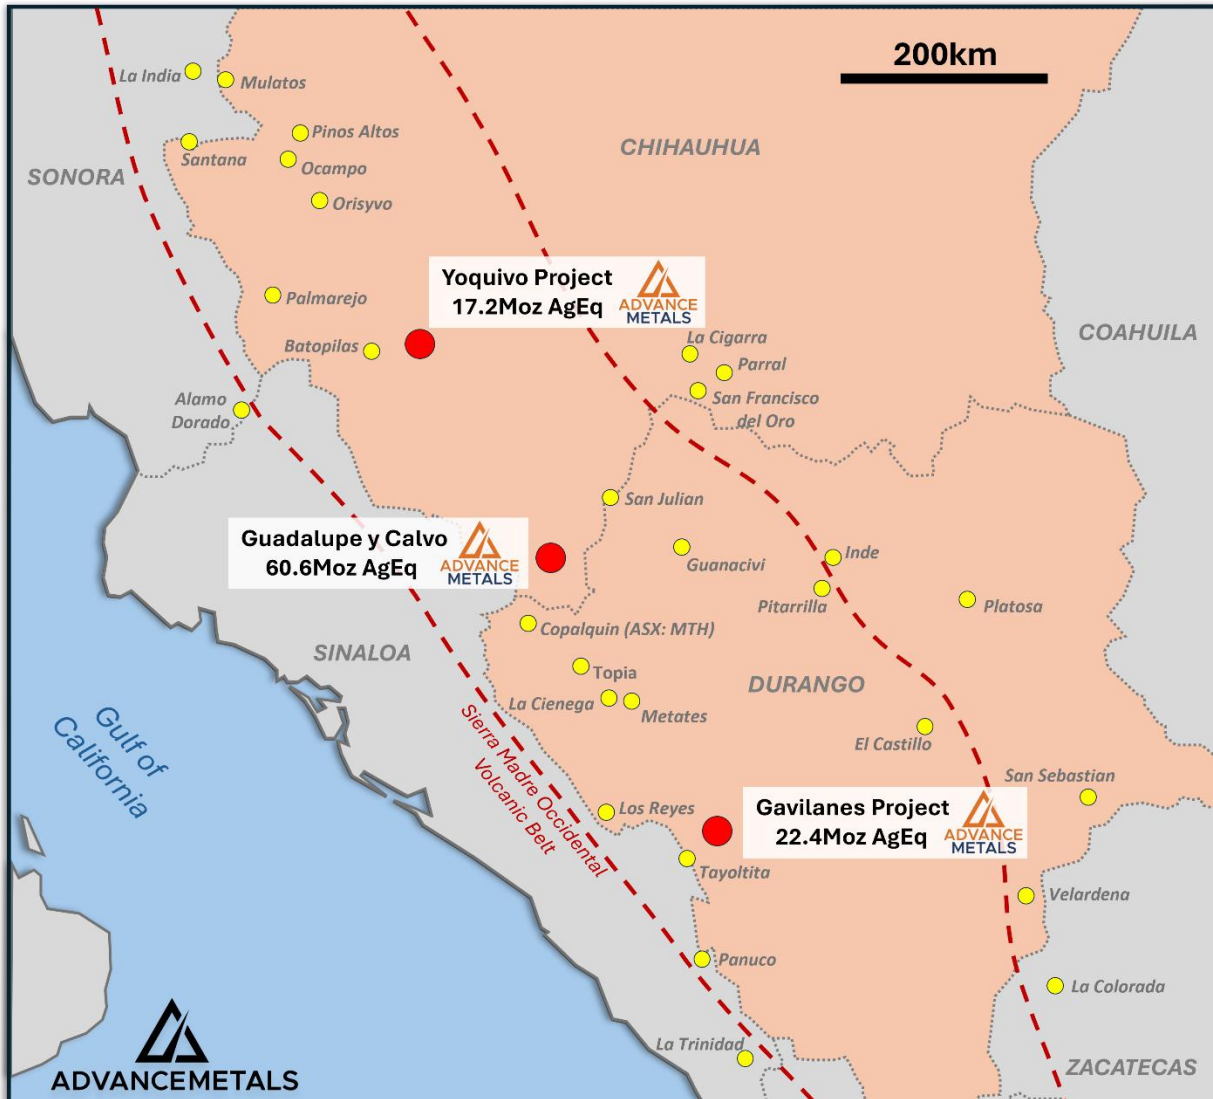 200km
La India
Mulatos
Pinos Altos
CHIHAUHUA
Santana
Ocampo
SONORA
Orisyvo
Yoquivo Project
17.2Moz AgEq
ADVANCE
METALS
Palmarejo
COAHUILA
Batopilas
La Cigarra
Parral
San Francisco
del Oro
Alamo
Dorado
San Julian
Guadalupe y Calvo
60.6Moz AgEq
ADVANCE
METALS
Guanacivi
Inde
Pitarrilla
Platosa
Copalquin (ASX: MTH)
SINALOA
Topia
DURANGO
La Cienega
Metates
Gulf of
California
Sierra Madre Occidental
Volcanic Belt
El Castillo
San Sebastian
Los Reyes
Gavilanes Project
22.4Moz AgEq
ADVANCE
METALS
Tayoltita
Velardena
Panuco
La Colorada
La Trinidad
ZACATECAS
ADVANCEMETALS